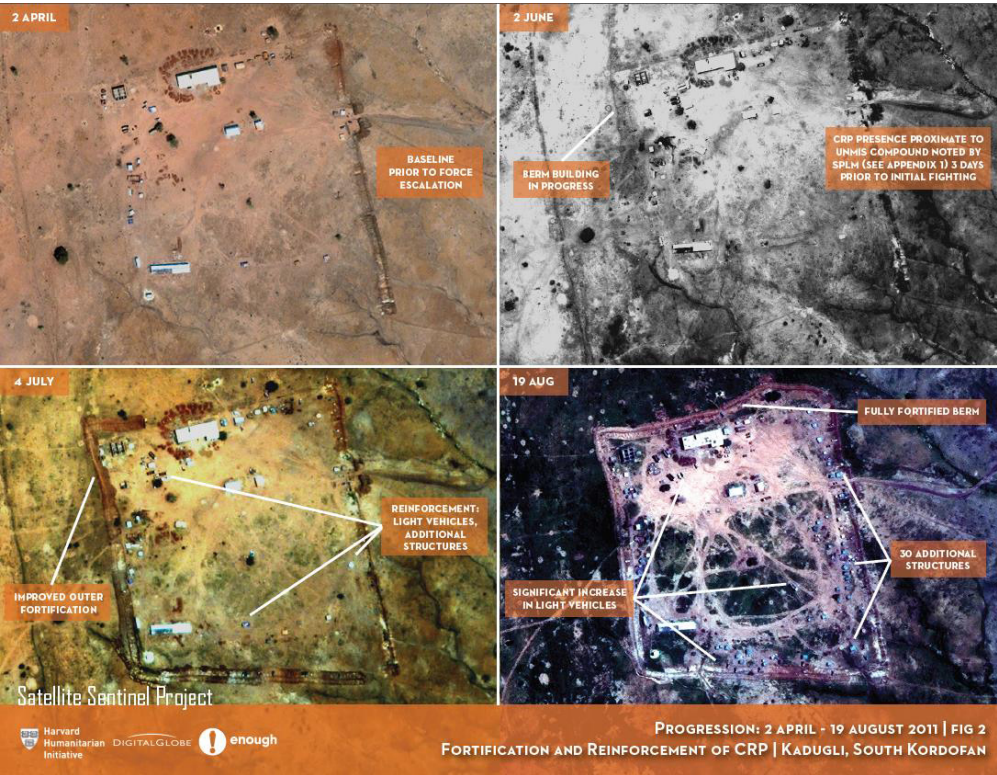 2 APRIL
BASELINE
PRIOR TO FORCE
ESCALATION
2 JUNE
BERM BUILDING
IN PROGRESS
CRP PRESENCE PROXIMATE TO
UNMIS COMPOUND NOTED BY
SPLM (SEE APPENDIX 1) 3 DAYS
PRIOR TO INITIAL FIGHTING
4 JULY
REINFORCEMENT:
LIGHT VEHICLES,
ADDITIONAL
STRUCTURES
IMPROVED OUTER
FORTIFICATION
19 AUG
FULLY FORTIFIED BERM
30 ADDITIONAL
STRUCTURES
SIGNIFICANT INCREASE
IN LIGHT VEHICLES
Satellite Sentinel Project
Harvard
Humanitarian
Initiative
DIGITALGLOBE
enough
PROGRESSION: 2 APRIL - 19 AUGUST 2011 | FIG 2
FORTIFICATION AND REINFORCEMENT OF CRP | KADUGLI, SOUTH KORDOFAN